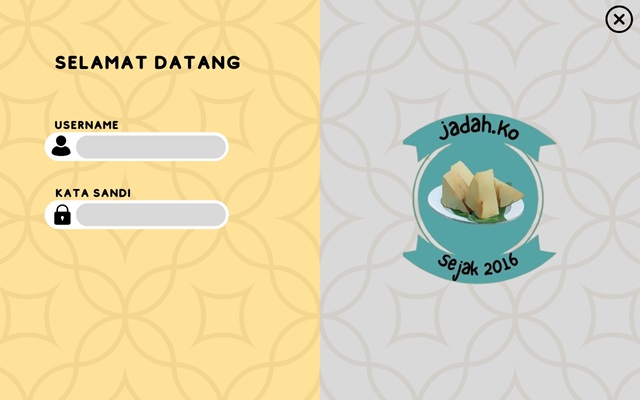 SELAMAT DATANG
USERNAME
KATA SANDI
jadah.ko
sejak 2016